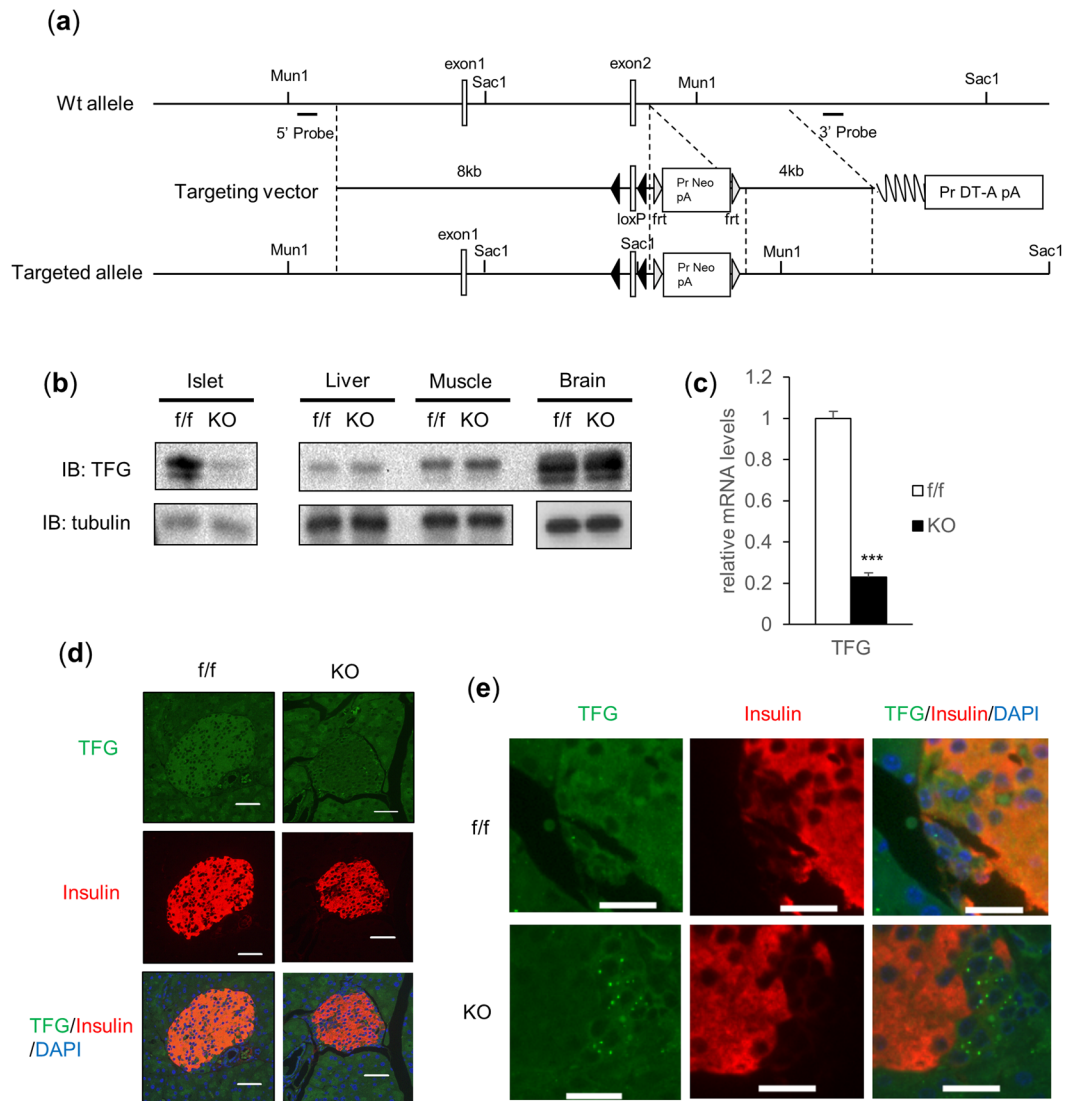 (a)
exon1
exon2
Mun1
Sac1
Mun1
Sac1
Wt allele
5' Probe
3' Probe
8kb
4kb
Targeting vector
Pr Neo
pA
Pr DT-A pA
loxP
frt
frt
exon1
Mun1
Sac1
Sac1
Mun1
Sac1
Targeted allele
Pr Neo
pA
(b)
Islet
Liver
Muscle
Brain
f/f KO
f/f KO
f/f KO
f/f KO
IB: TFG
IB: tubulin
(c)
relative mRNA levels
1.2
1
0.8
0.6
0.4
0.2
0
***
TFG
f/f
KO
(d)
f/f
KO
TFG
Insulin
TFG/Insulin
/DAPI
(e)
TFG
Insulin
TFG/Insulin/DAPI
f/f
KO